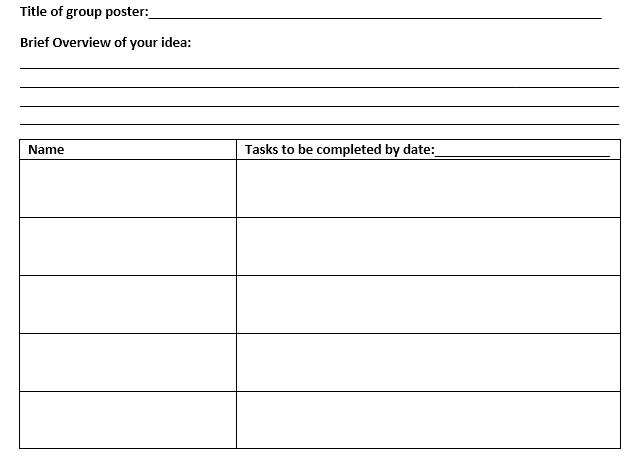 Title of group poster:
Brief Overview of your idea:
Name
Tasks to be completed by date: